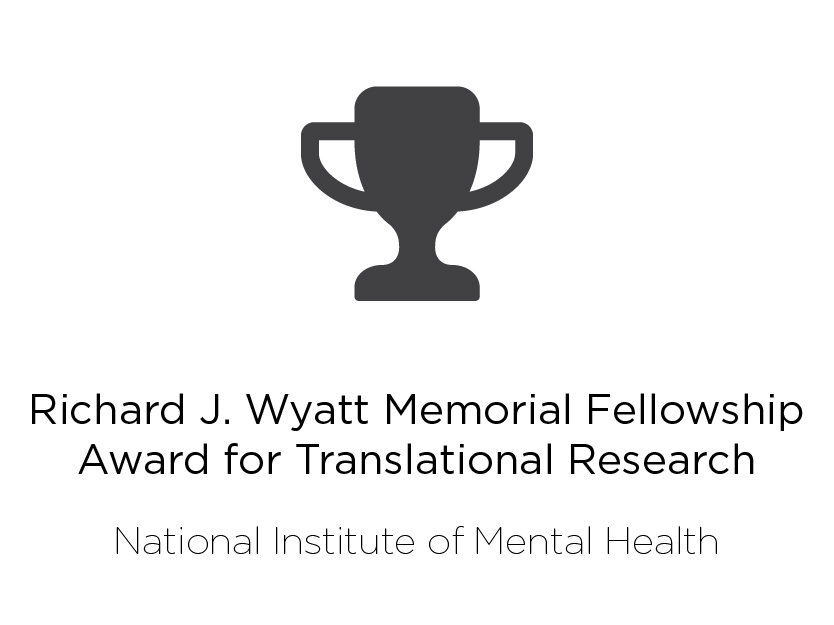 Richard J. Wyatt Memorial Fellowship
Award for Translational Research
National Institute of Mental Health